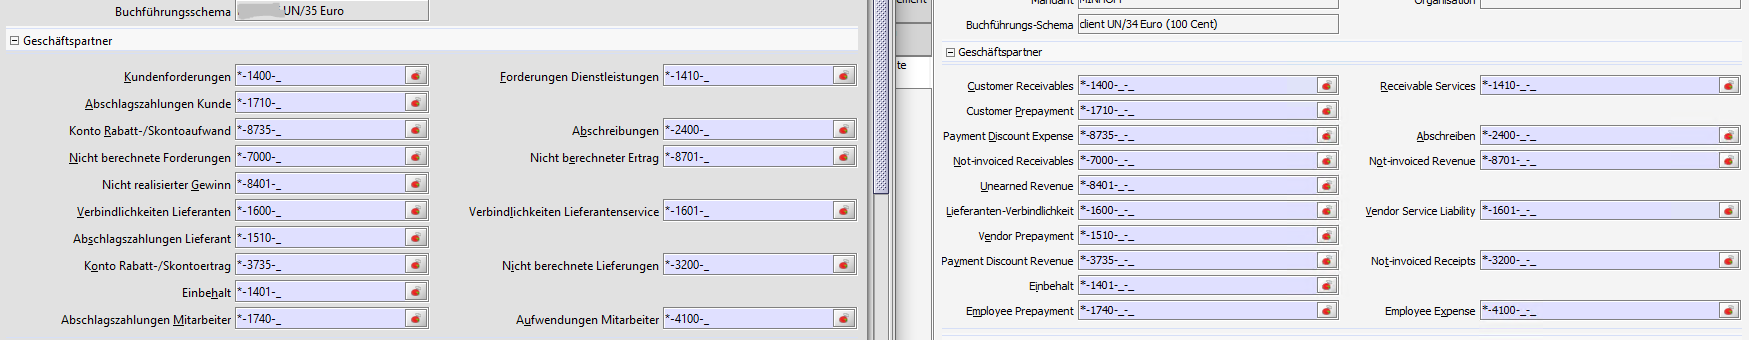 Buchführungsschema UN/35 Euro
Geschäftspartner
Kundenforderungen *-1400-_ Forderungen Dienstleistungen *-1410-_
Abschlagszahlungen Kunde *-1710-_
Konto Rabatt-/Skontoaufwand *-8735-_ Abschreibungen *-2400-_
Nicht berechnete Forderungen *-7000-_ Nicht berechneter Ertrag *-8701-_
Nicht realisierter Gewinn *-8401-_
Verbindlichkeiten Lieferanten *-1600-_ Verbindlichkeiten Lieferantenservice *-1601-_
Abschlagszahlungen Lieferant *-1510-_
Konto Rabatt-/Skontoertrag *-3735-_ Nicht berechnete Lieferungen *-3200-_
Einbehalt *-1401-_
Abschlagszahlungen Mitarbeiter *-1740-_ Aufwendungen Mitarbeiter *-4100-_
te
Mandant Organisation
Buchführungs-Schema client UN/34 Euro (100 Cent)
Geschäftspartner
Customer Receivables *-1400-_-_ Receivable Services *-1410-_-_
Customer Prepayment *-1710-_-_
Payment Discount Expense *-8735-_-_ Abschreiben *-2400-_-_
Not-invoiced Receivables *-7000-_-_ Not-invoiced Revenue *-8701-_-_
Unearned Revenue *-8401-_-_
Lieferanten-Verbindlichkeit *-1600-_-_ Vendor Service Liability *-1601-_-_
Vendor Prepayment *-1510-_-_
Payment Discount Revenue *-3735-_-_ Not-invoiced Receipts *-3200-_-_
Einbehalt *-1401-_-_
Employee Prepayment *-1740-_-_ Employee Expense *-4100-_-_